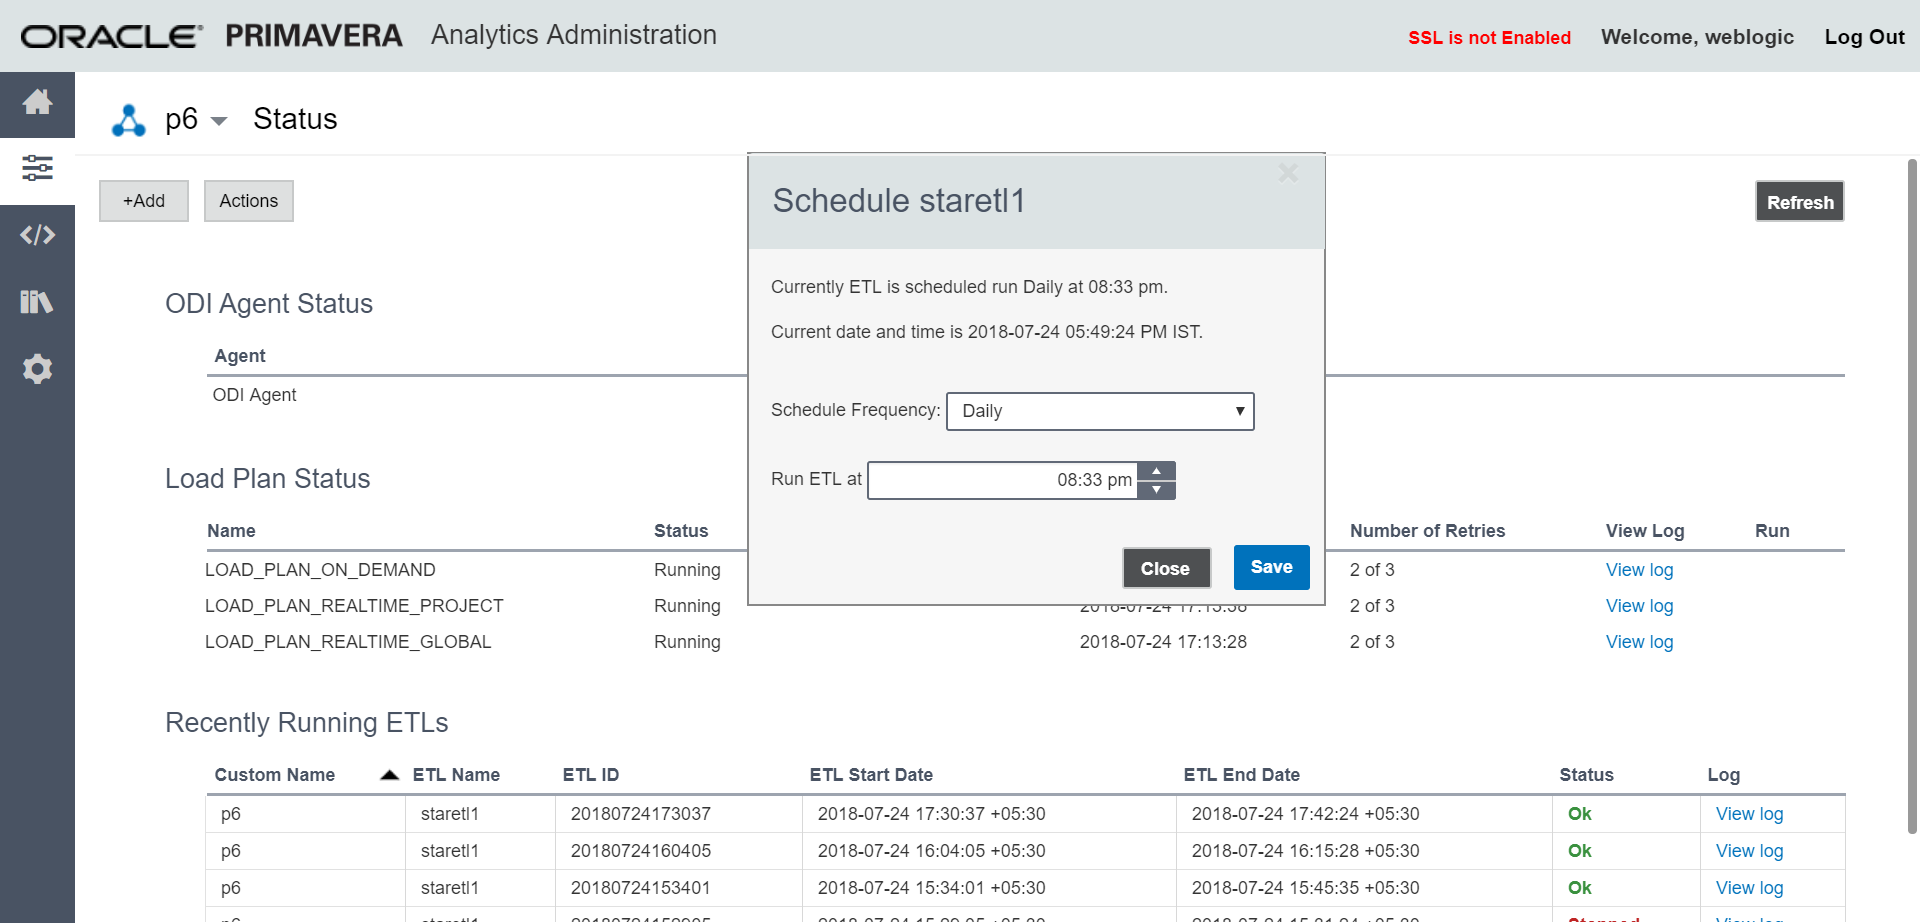 ORACLE PRIMAVERA Analytics Administration SSL is not Enabled Welcome, weblogic Log Out
p6 Status
+Add Actions Refresh
Schedule staretl1
Currently ETL is scheduled run Daily at 08:33 pm.
Current date and time is 2018-07-24 05:49:24 PM IST.
Schedule Frequency: Daily
Run ETL at 08:33 pm
Close Save
ODI Agent Status
Agent
ODI Agent
Load Plan Status
Name Status Number of Retries View Log Run
LOAD_PLAN_ON_DEMAND Running 2 of 3 View log
LOAD_PLAN_REALTIME_PROJECT Running 2018-07-24 17:13:38 2 of 3 View log
LOAD_PLAN_REALTIME_GLOBAL Running 2018-07-24 17:13:28 2 of 3 View log
Recently Running ETLs
Custom Name ETL Name ETL ID ETL Start Date ETL End Date Status Log
p6 staretl1 20180724173037 2018-07-24 17:30:37 +05:30 2018-07-24 17:42:24 +05:30 Ok View log
p6 staretl1 20180724160405 2018-07-24 16:04:05 +05:30 2018-07-24 16:15:28 +05:30 Ok View log
p6 staretl1 20180724153401 2018-07-24 15:34:01 +05:30 2018-07-24 15:45:35 +05:30 Ok View log